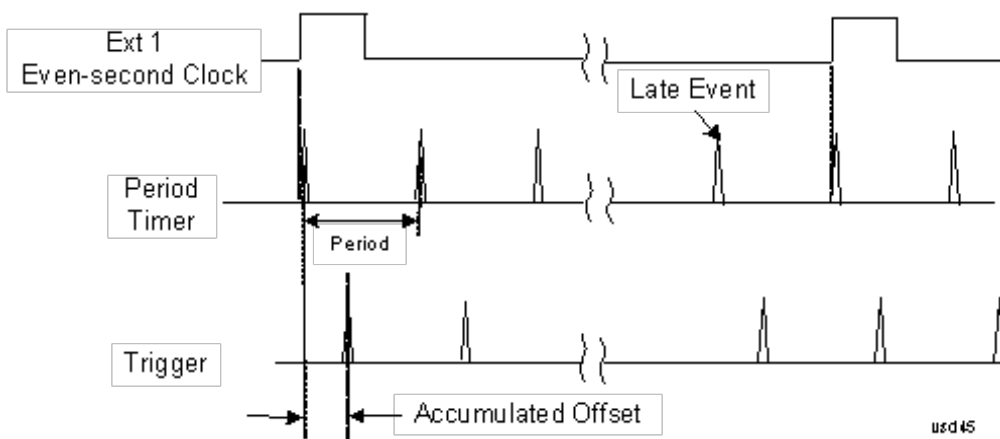 Ext 1
Even-second Clock
Late Event
Period
Timer
Period
Trigger
Accumulated Offset
usd45